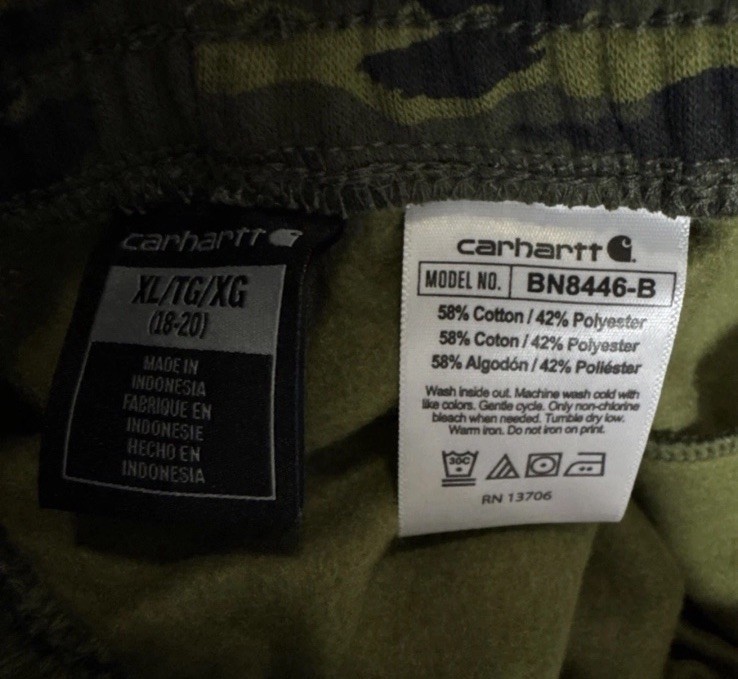 carhartt
XL/TG/XG
(18-20)
MADE IN
INDONESIA
FABRIQUE EN
INDONESIE
HECHO EN
INDONESIA
carhartt
MODEL NO. BN8446-B
58% Cotton / 42% Polyester
58% Coton / 42% Polyester
58% Algodón / 42% Poliéster
Wash inside out. Machine wash cold with
like colors. Gentle cycle. Only non-chlorine
bleach when needed. Tumble dry low.
Warm iron. Do not iron on print.
30C
RN 13706